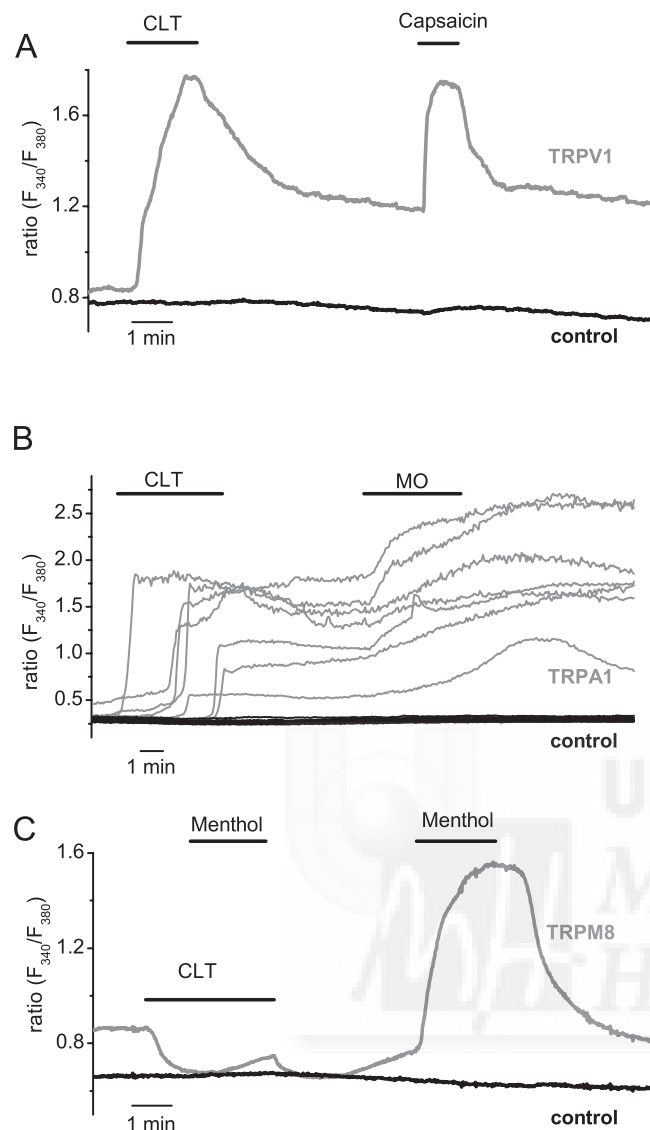 A
CLT
Capsaicin
1.6
1.2
0.8
ratio (F340/F380)
TRPV1
control
1 min
B
CLT
MO
2.5
2.0
1.5
1.0
0.5
ratio (F340/F380)
TRPA1
control
1 min
C
Menthol
Menthol
CLT
1.6
1.2
0.8
ratio (F340/F380)
TRPM8
control
1 min
U
M
H